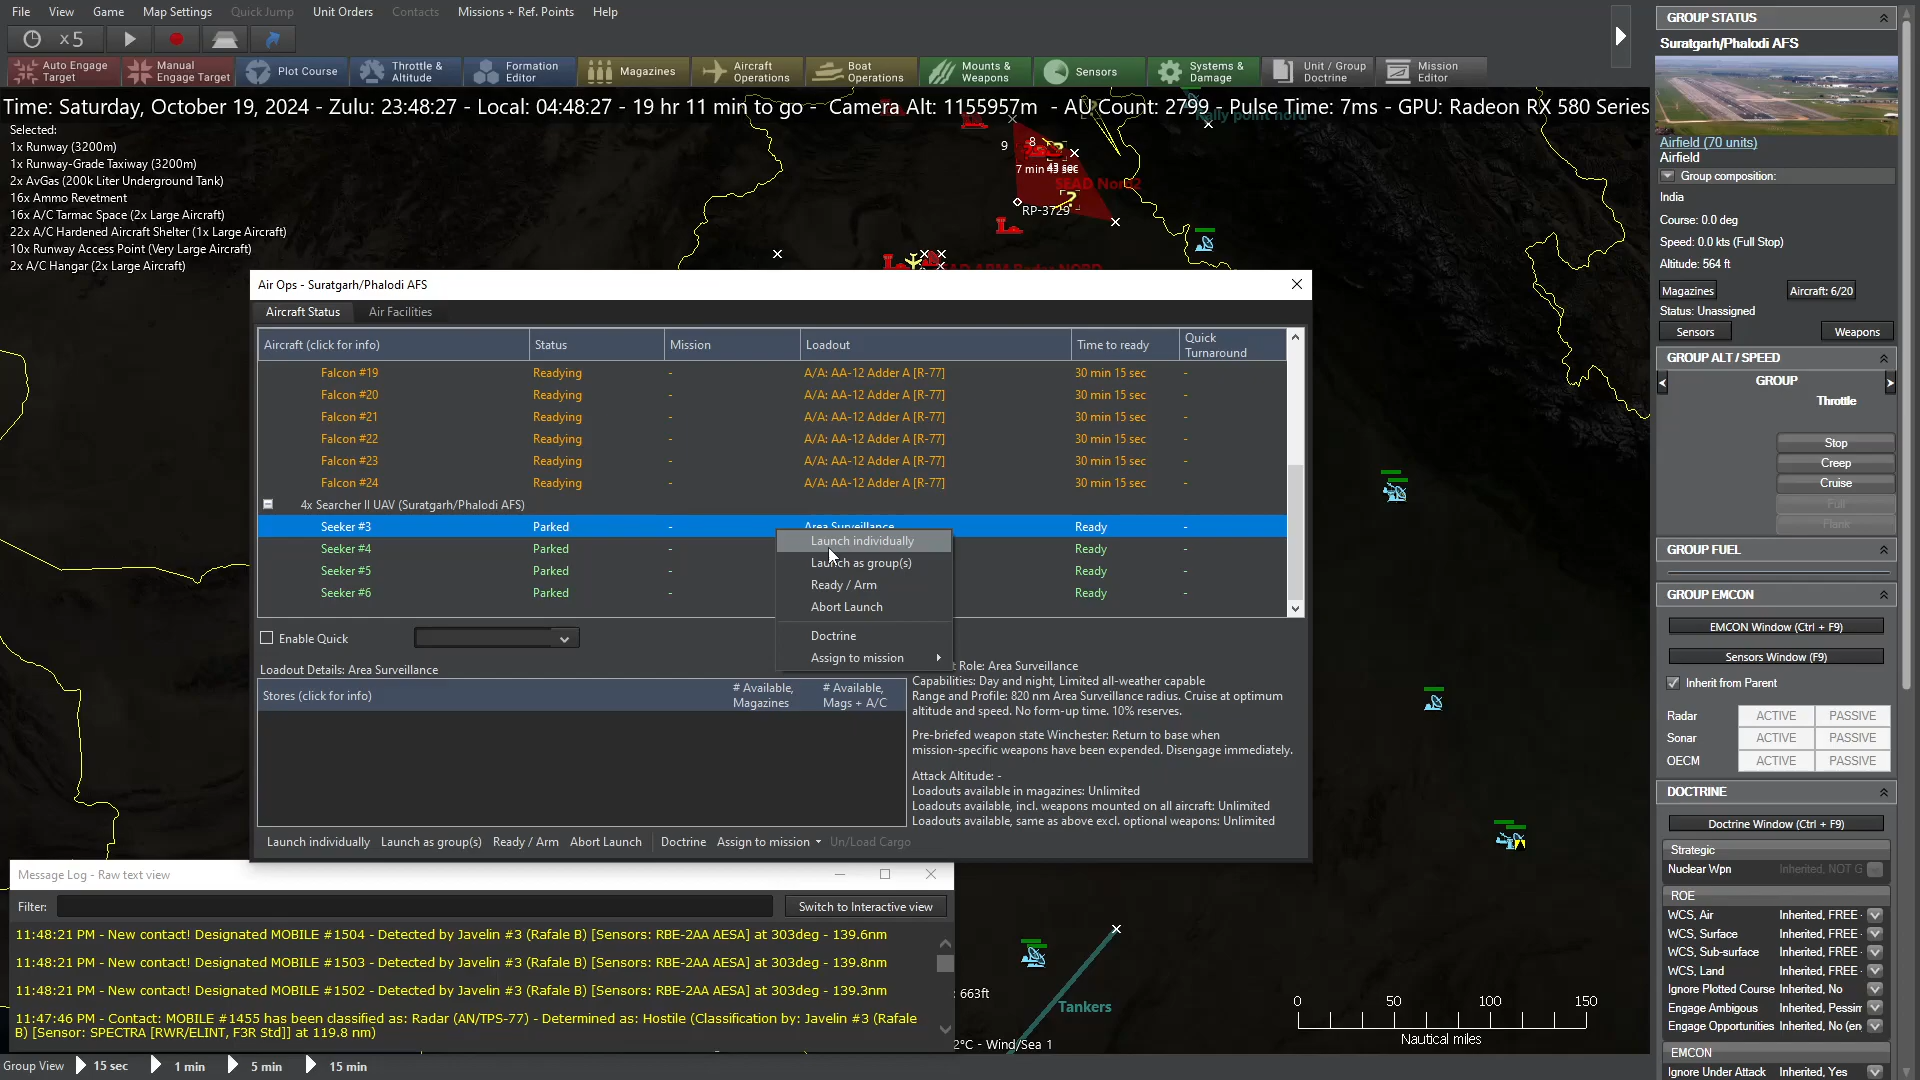 File View Game Map Settings Quick Jump Unit Orders Contacts Missions + Ref. Points Help
x5
Auto Engage Target
Manual Engage Target
Plot Course
Throttle & Altitude
Formation Editor
Magazines
Aircraft Operations
Boat Operations
Mounts & Weapons
Sensors
Systems & Damage
Unit / Group Doctrine
Mission Editor
Time: Saturday, October 19, 2024 - Zulu: 23:48:27 - Local: 04:48:27 - 19 hr 11 min to go - Camera Alt: 1155957m - AU Count: 2799 - Pulse Time: 7ms - GPU: Radeon RX 580 Series
Rally point nord
Selected:
1x Runway (3200m)
1x Runway-Grade Taxiway (3200m)
2x AvGas (200k Liter Underground Tank)
16x Ammo Revetment
16x A/C Tarmac Space (2x Large Aircraft)
22x A/C Hardened Aircraft Shelter (1x Large Aircraft)
10x Runway Access Point (Very Large Aircraft)
2x A/C Hangar (2x Large Aircraft)
9
8
7 min 43 sec
SEAD Nord2
RP-3729
Air Ops - Suratgarh/Phalodi AFS
Aircraft Status Air Facilities
Aircraft (click for info) Status Mission Loadout Time to ready Quick Turnaround
Falcon #19 Readying - A/A: AA-12 Adder A [R-77] 30 min 15 sec -
Falcon #20 Readying - A/A: AA-12 Adder A [R-77] 30 min 15 sec -
Falcon #21 Readying - A/A: AA-12 Adder A [R-77] 30 min 15 sec -
Falcon #22 Readying - A/A: AA-12 Adder A [R-77] 30 min 15 sec -
Falcon #23 Readying - A/A: AA-12 Adder A [R-77] 30 min 15 sec -
Falcon #24 Readying - A/A: AA-12 Adder A [R-77] 30 min 15 sec -
4x Searcher II UAV (Suratgarh/Phalodi AFS)
Seeker #3 Parked - Area Surveillance Ready -
Seeker #4 Parked - Ready -
Seeker #5 Parked - Ready -
Seeker #6 Parked - Ready -
Launch individually
Launch as group(s)
Ready / Arm
Abort Launch
Doctrine
Assign to mission
Enable Quick
Loadout Details: Area Surveillance
Stores (click for info) # Available, Magazines # Available, Mags + A/C
Role: Area Surveillance
Capabilities: Day and night, Limited all-weather capable
Range and Profile: 820 nm Area Surveillance radius. Cruise at optimum
altitude and speed. No form-up time. 10% reserves.
Pre-briefed weapon state Winchester: Return to base when
mission-specific weapons have been expended. Disengage immediately.
Attack Altitude: -
Loadouts available in magazines: Unlimited
Loadouts available, incl. weapons mounted on all aircraft: Unlimited
Loadouts available, same as above excl. optional weapons: Unlimited
Launch individually Launch as group(s) Ready / Arm Abort Launch Doctrine Assign to mission Un/Load Cargo
Message Log - Raw text view
Filter:
Switch to Interactive view
11:48:21 PM - New contact! Designated MOBILE #1504 - Detected by Javelin #3 (Rafale B) [Sensors: RBE-2AA AESA] at 303deg - 139.6nm
11:48:21 PM - New contact! Designated MOBILE #1503 - Detected by Javelin #3 (Rafale B) [Sensors: RBE-2AA AESA] at 303deg - 139.8nm
11:48:21 PM - New contact! Designated MOBILE #1502 - Detected by Javelin #3 (Rafale B) [Sensors: RBE-2AA AESA] at 303deg - 139.3nm
11:47:46 PM - Contact: MOBILE #1455 has been classified as: Radar (AN/TPS-77) - Determined as: Hostile (Classification by: Javelin #3 (Rafale
B) [Sensor: SPECTRA [RWR/ELINT, F3R Std]] at 119.8 nm)
: 663ft
Tankers
2°C - Wind/Sea 1
0 50 100 150
Nautical miles
Group View 15 sec 1 min 5 min 15 min
GROUP STATUS
Suratgarh/Phalodi AFS
Airfield (70 units)
Airfield
Group composition:
India
Course: 0.0 deg
Speed: 0.0 kts (Full Stop)
Altitude: 564 ft
Magazines Aircraft: 6/20
Status: Unassigned
Sensors Weapons
GROUP ALT / SPEED
GROUP
Throttle
Stop
Creep
Cruise
Full
Flank
GROUP FUEL
GROUP EMCON
EMCON Window (Ctrl + F9)
Sensors Window (F9)
Inherit from Parent
Radar ACTIVE PASSIVE
Sonar ACTIVE PASSIVE
OECM ACTIVE PASSIVE
DOCTRINE
Doctrine Window (Ctrl + F9)
Strategic
Nuclear Wpn Inherited, NOT G
ROE
WCS, Air Inherited, FREE
WCS, Surface Inherited, FREE
WCS, Sub-surface Inherited, FREE
WCS, Land Inherited, FREE
Ignore Plotted Course Inherited, No
Engage Ambigous Inherited, Pessim
Engage Opportunities Inherited, No (en
EMCON
Ignore Under Attack Inherited, Yes